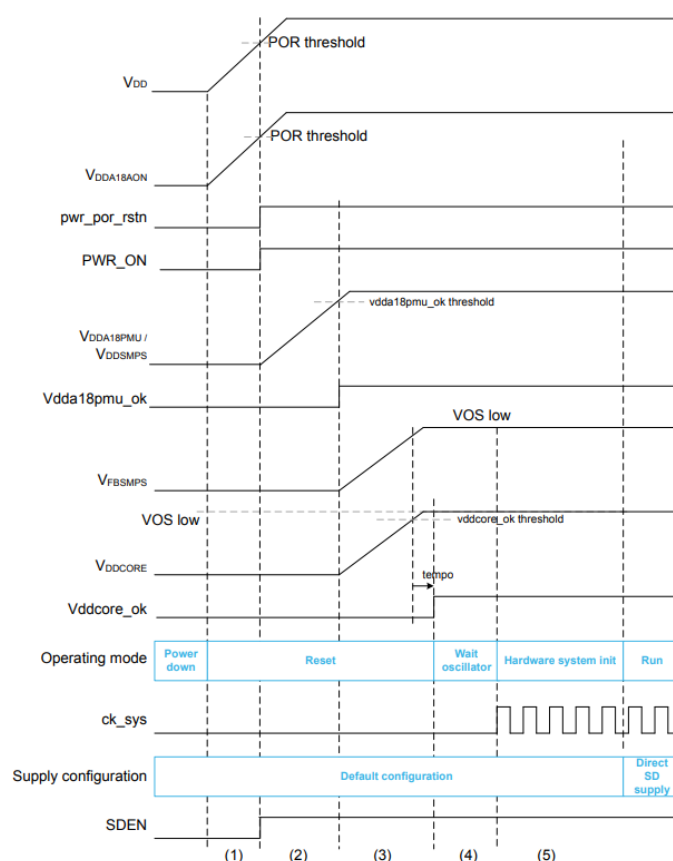 POR threshold
VDD
POR threshold
VDDA18AON
pwr_por_rstn
PWR_ON
vdda18pmu_ok threshold
VDDA18PMU /
VDDSMPS
Vdda18pmu_ok
VOS low
VFBSMPS
VOS low
vddcore_ok threshold
VDDCORE
tempo
Vddcore_ok
Operating mode
Power
down
Reset
Wait
oscillator
Hardware system init
Run
ck_sys
Supply configuration
Default configuration
Direct
SD
supply
SDEN
(1) (2) (3) (4) (5)